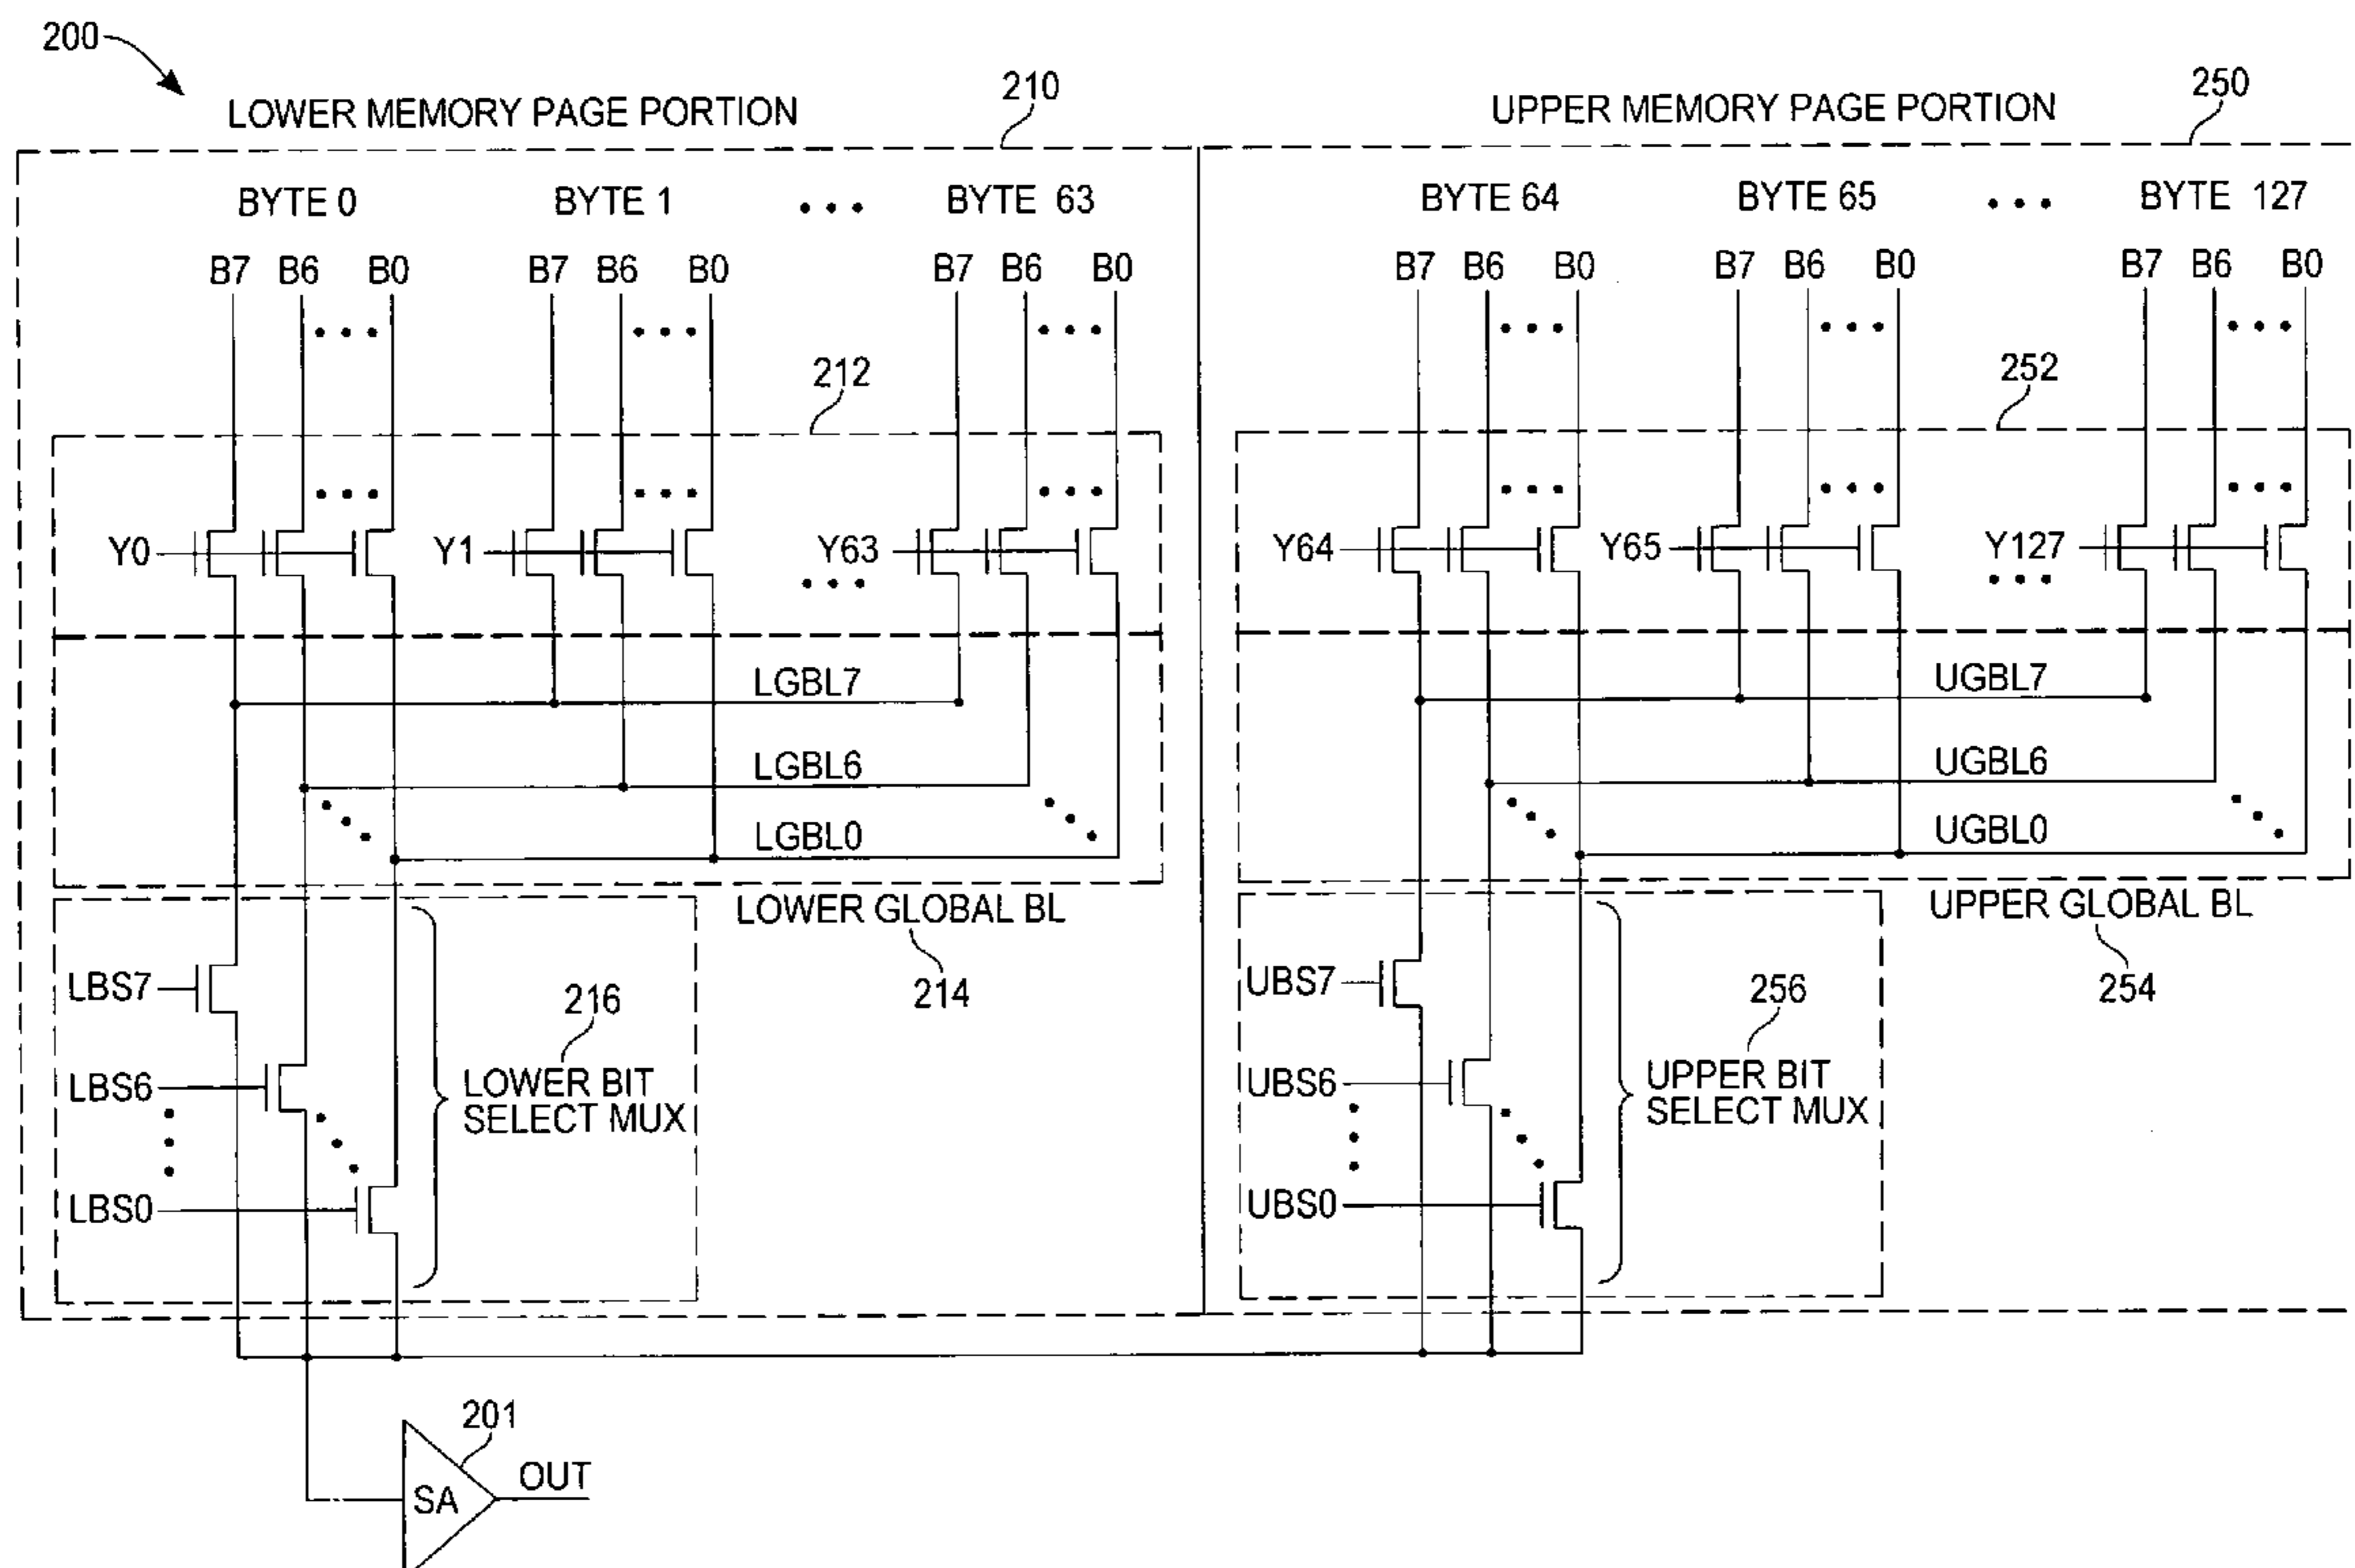 200
LOWER MEMORY PAGE PORTION
210
UPPER MEMORY PAGE PORTION
250
BYTE 0 BYTE 1 BYTE 63 BYTE 64 BYTE 65 BYTE 127
B7 B6 B0 B7 B6 B0 B7 B6 B0 B7 B6 B0 B7 B6 B0 B7 B6 B0
212
252
Y0 Y1 Y63 Y64 Y65 Y127
LGBL7 UGBL7
LGBL6 UGBL6
LGBL0 UGBL0
LOWER GLOBAL BL
214
UPPER GLOBAL BL
254
LBS7
LBS6
LBS0
216
LOWER BIT
SELECT MUX
UBS7
UBS6
UBS0
256
UPPER BIT
SELECT MUX
201
SA
OUT